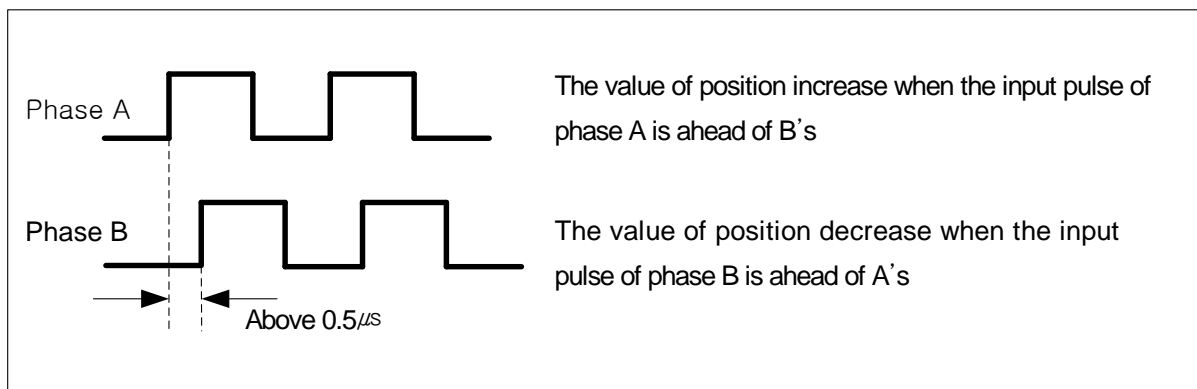 Phase A
The value of position increase when the input pulse of
phase A is ahead of B's
Phase B
The value of position decrease when the input
pulse of phase B is ahead of A's
Above 0.5㎲